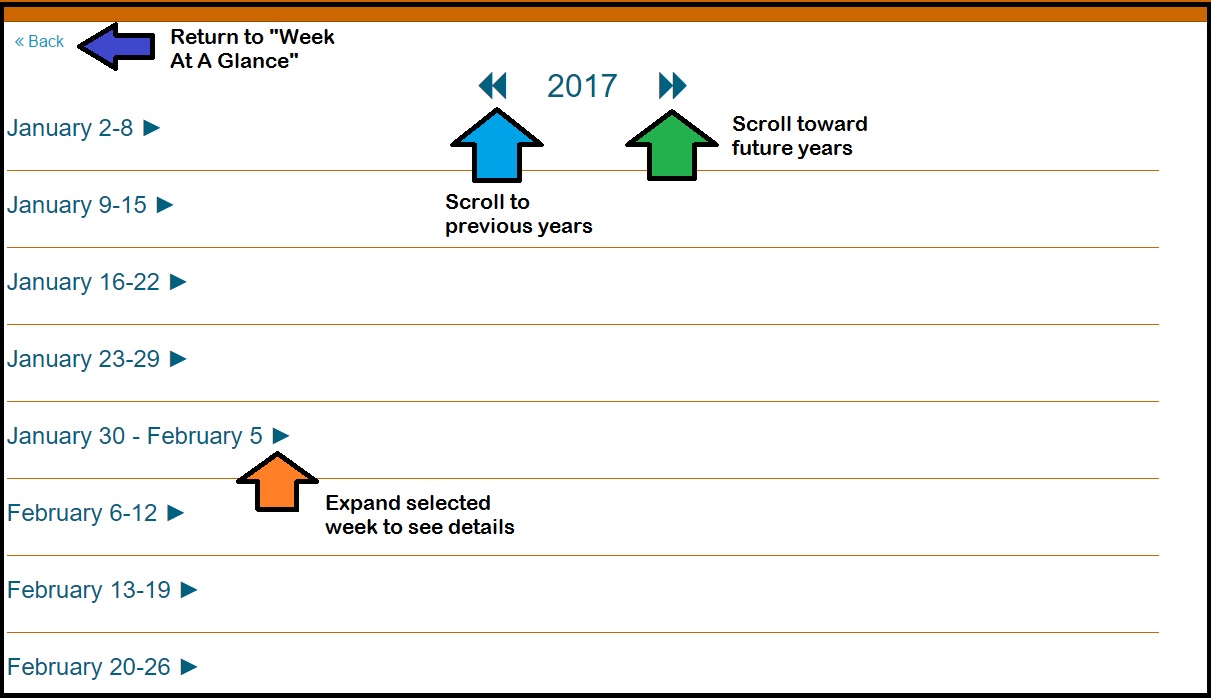 « Back
Return to "Week
At A Glance"
2017
January 2-8
Scroll toward
future years
January 9-15
Scroll to
previous years
January 16-22
January 23-29
January 30 - February 5
Expand selected
week to see details
February 6-12
February 13-19
February 20-26